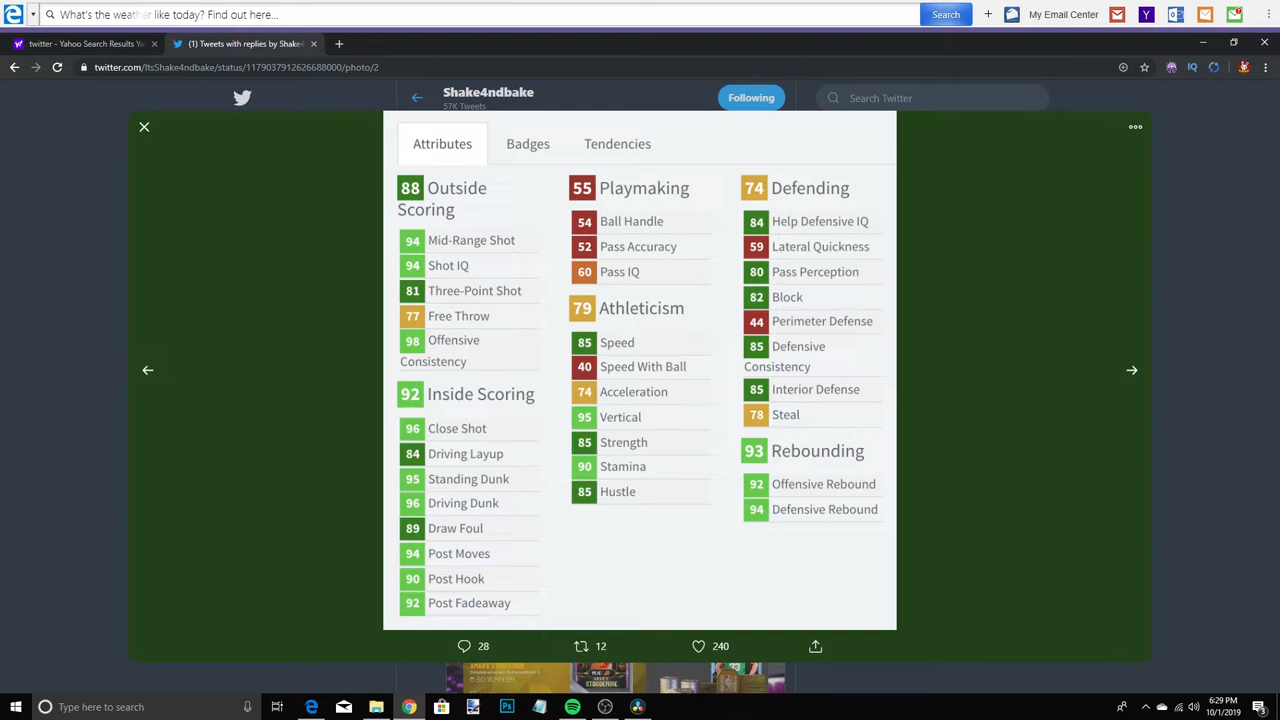 What's the weather like today? Find out here...
Search
My Email Center
twitter - Yahoo Search Results Ya
(1) Tweets with replies by Shake4
twitter.com/ItsShake4ndbake/status/1179037912626688000/photo/2
Shake4ndbake
57K Tweets
Following
Search Twitter
Attributes
Badges
Tendencies
88 Outside
Scoring
94 Mid-Range Shot
94 Shot IQ
81 Three-Point Shot
77 Free Throw
98 Offensive
Consistency
92 Inside Scoring
96 Close Shot
84 Driving Layup
95 Standing Dunk
96 Driving Dunk
89 Draw Foul
94 Post Moves
90 Post Hook
92 Post Fadeaway
55 Playmaking
54 Ball Handle
52 Pass Accuracy
60 Pass IQ
79 Athleticism
85 Speed
40 Speed With Ball
74 Acceleration
95 Vertical
85 Strength
90 Stamina
85 Hustle
74 Defending
84 Help Defensive IQ
59 Lateral Quickness
80 Pass Perception
82 Block
44 Perimeter Defense
85 Defensive
Consistency
85 Interior Defense
78 Steal
93 Rebounding
92 Offensive Rebound
94 Defensive Rebound
28
12
240
Type here to search
6:29 PM
10/1/2019